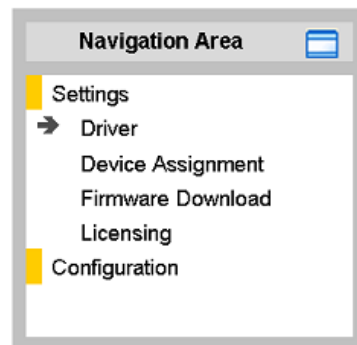 Navigation Area
Settings
Driver
Device Assignment
Firmware Download
Licensing
Configuration